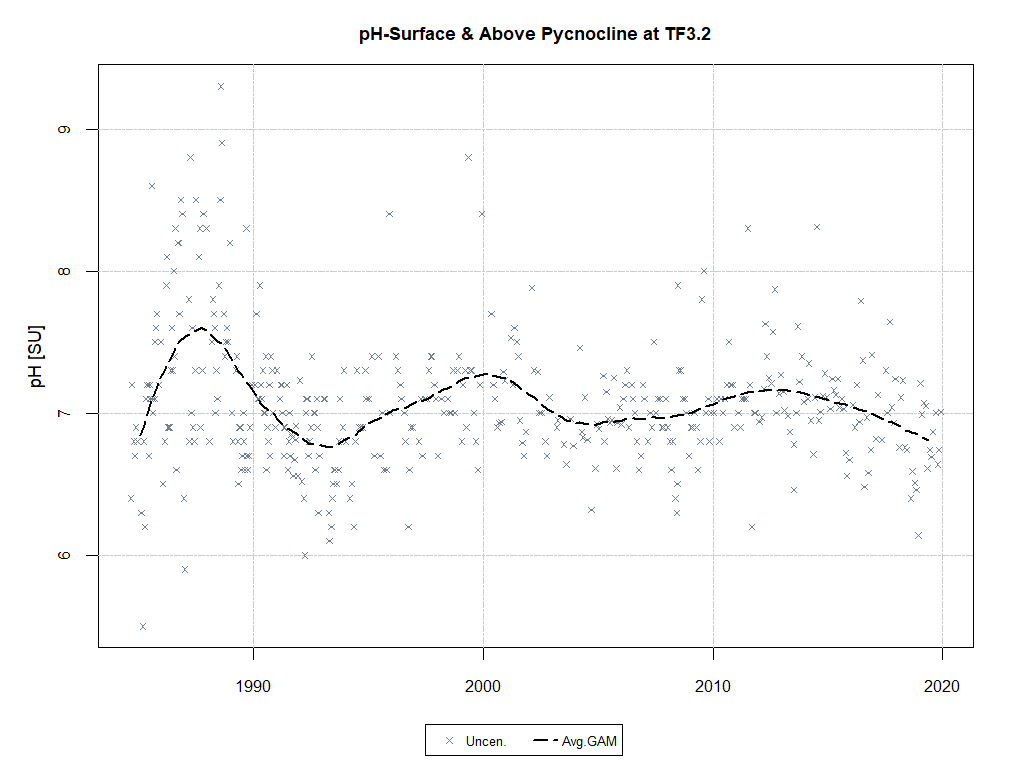 pH-Surface & Above Pycnocline at TF3.2
pH [SU]
9
8
7
6
1990
2000
2010
2020
Uncen.
Avg.GAM